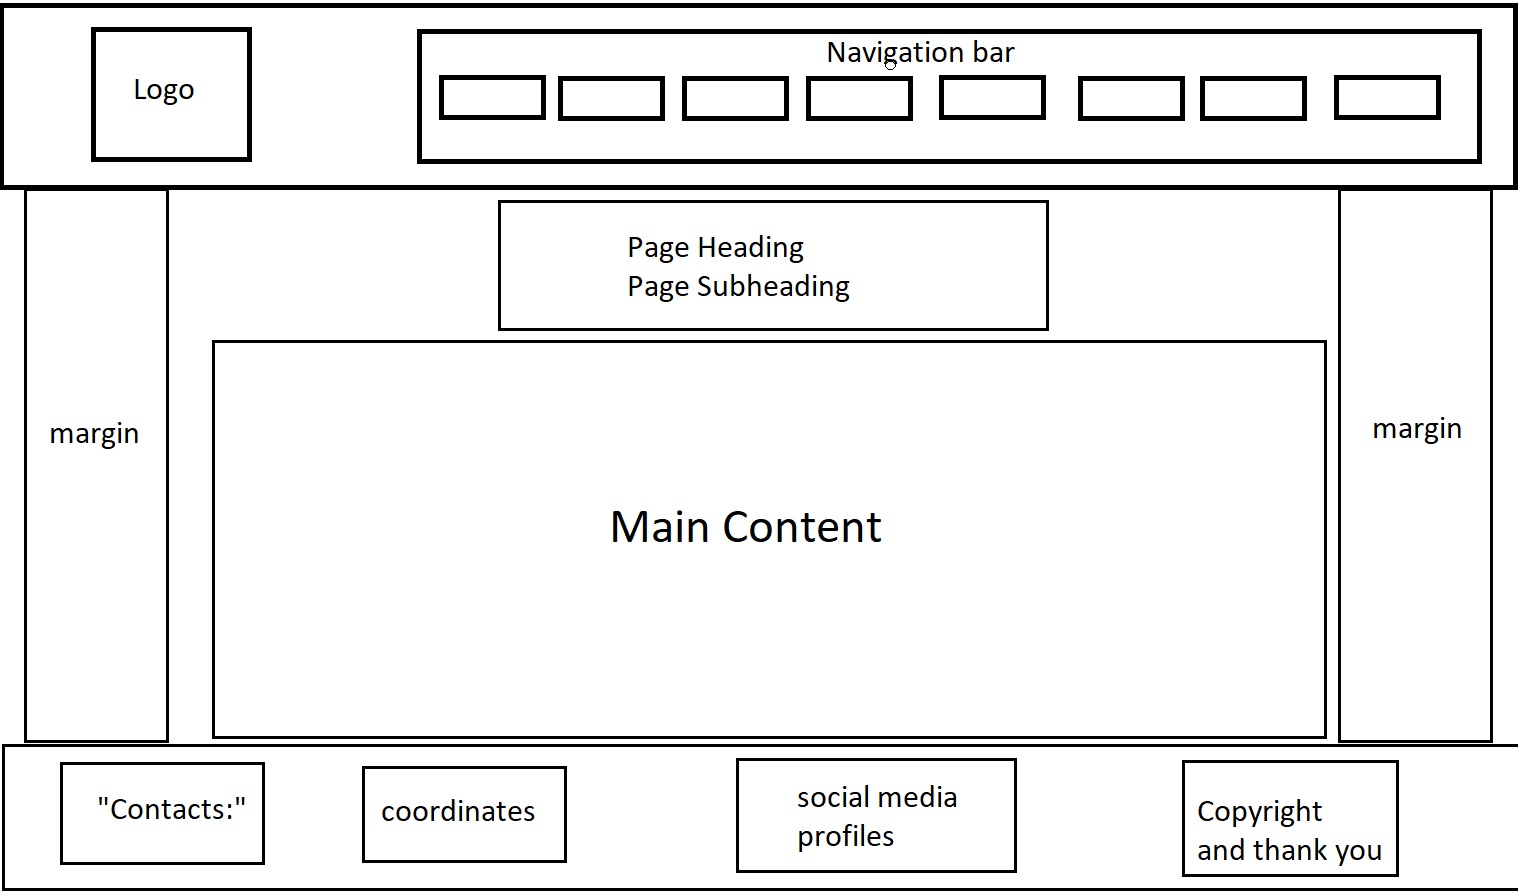 Logo
Navigation bar
Page Heading
Page Subheading
margin
margin
Main Content
"Contacts:"
coordinates
social media
profiles
Copyright
and thank you